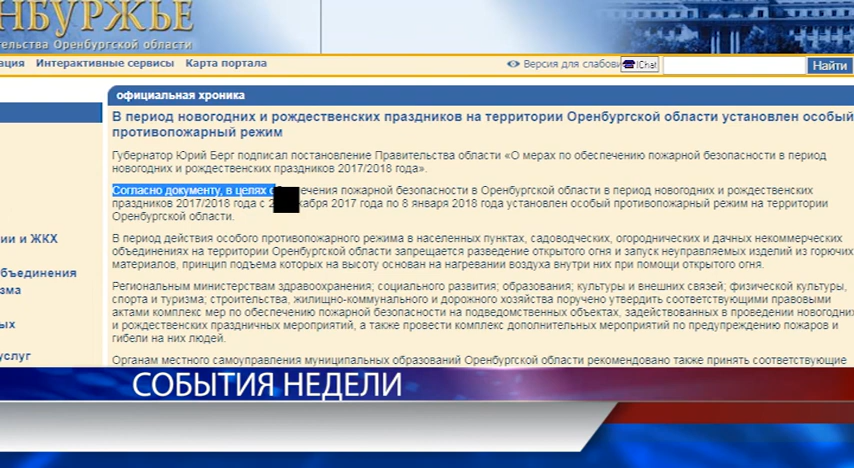 НБУРЖЬЕ
тельства Оренбургской области
ация Интерактивные сервисы Карта портала
Версия для слабови IChat Найти
официальная хроника
В период новогодних и рождественских праздников на территории Оренбургской области установлен особый
противопожарный режим
Губернатор Юрий Берг подписал постановление Правительства области «О мерах по обеспечению пожарной безопасности в период
новогодних и рождественских праздников 2017/2018 года».
Согласно документу, в целях о чения пожарной безопасности в Оренбургской области в период новогодних и рождественских
праздников 2017/2018 года с 2 кабря 2017 года по 8 января 2018 года установлен особый противопожарный режим на территории
Оренбургской области.
В период действия особого противопожарного режима в населенных пунктах, садоводческих, огороднических и дачных некоммерческих
объединениях на территории Оренбургской области запрещается разведение открытого огня и запуск неуправляемых изделий из горючих
материалов, принцип подъема которых на высоту основан на нагревании воздуха внутри них при помощи открытого огня.
Региональным министерствам здравоохранения; социального развития; образования; культуры и внешних связей; физической культуры,
спорта и туризма; строительства, жилищно-коммунального и дорожного хозяйства поручено утвердить соответствующими правовыми
актами комплекс мер по обеспечению пожарной безопасности на подведомственных объектах, задействованных в проведении новогодни
и рождественских праздничных мероприятий, а также провести комплекс дополнительных мероприятий по предупреждению пожаров и
гибели на них людей.
Органам местного самоуправления муниципальных образований Оренбургской области рекомендовано также принять соответствующие
ии и ЖКХ
объединения
зма
ых
услуг
СОБЫТИЯ НЕДЕЛИ